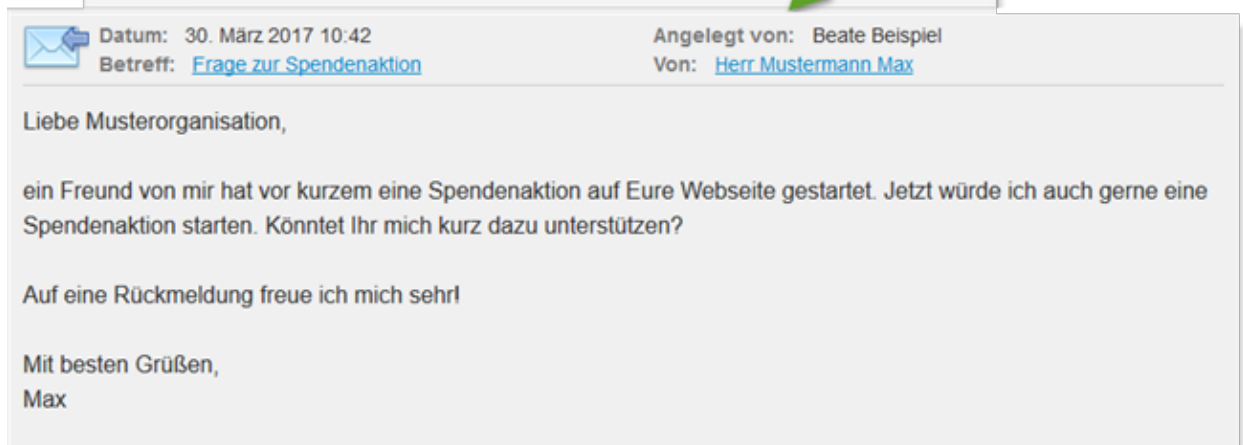 Datum: 30. März 2017 10:42 Angelegt von: Beate Beispiel
Betreff: Frage zur Spendenaktion Von: Herr Mustermann Max
Liebe Musterorganisation,
ein Freund von mir hat vor kurzem eine Spendenaktion auf Eure Webseite gestartet. Jetzt würde ich auch gerne eine
Spendenaktion starten. Könntet Ihr mich kurz dazu unterstützen?
Auf eine Rückmeldung freue ich mich sehr!
Mit besten Grüßen,
Max